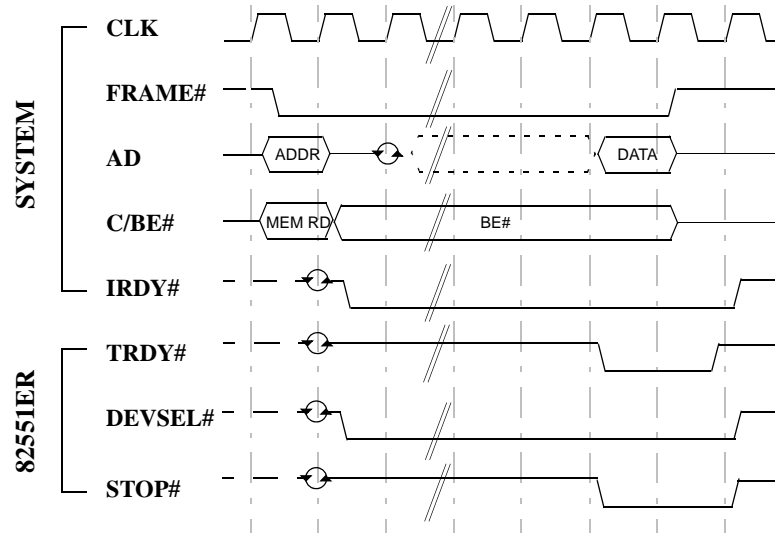 SYSTEM
CLK
FRAME#
AD
ADDR
DATA
C/BE#
MEM RD
BE#
IRDY#
82551ER
TRDY#
DEVSEL#
STOP#